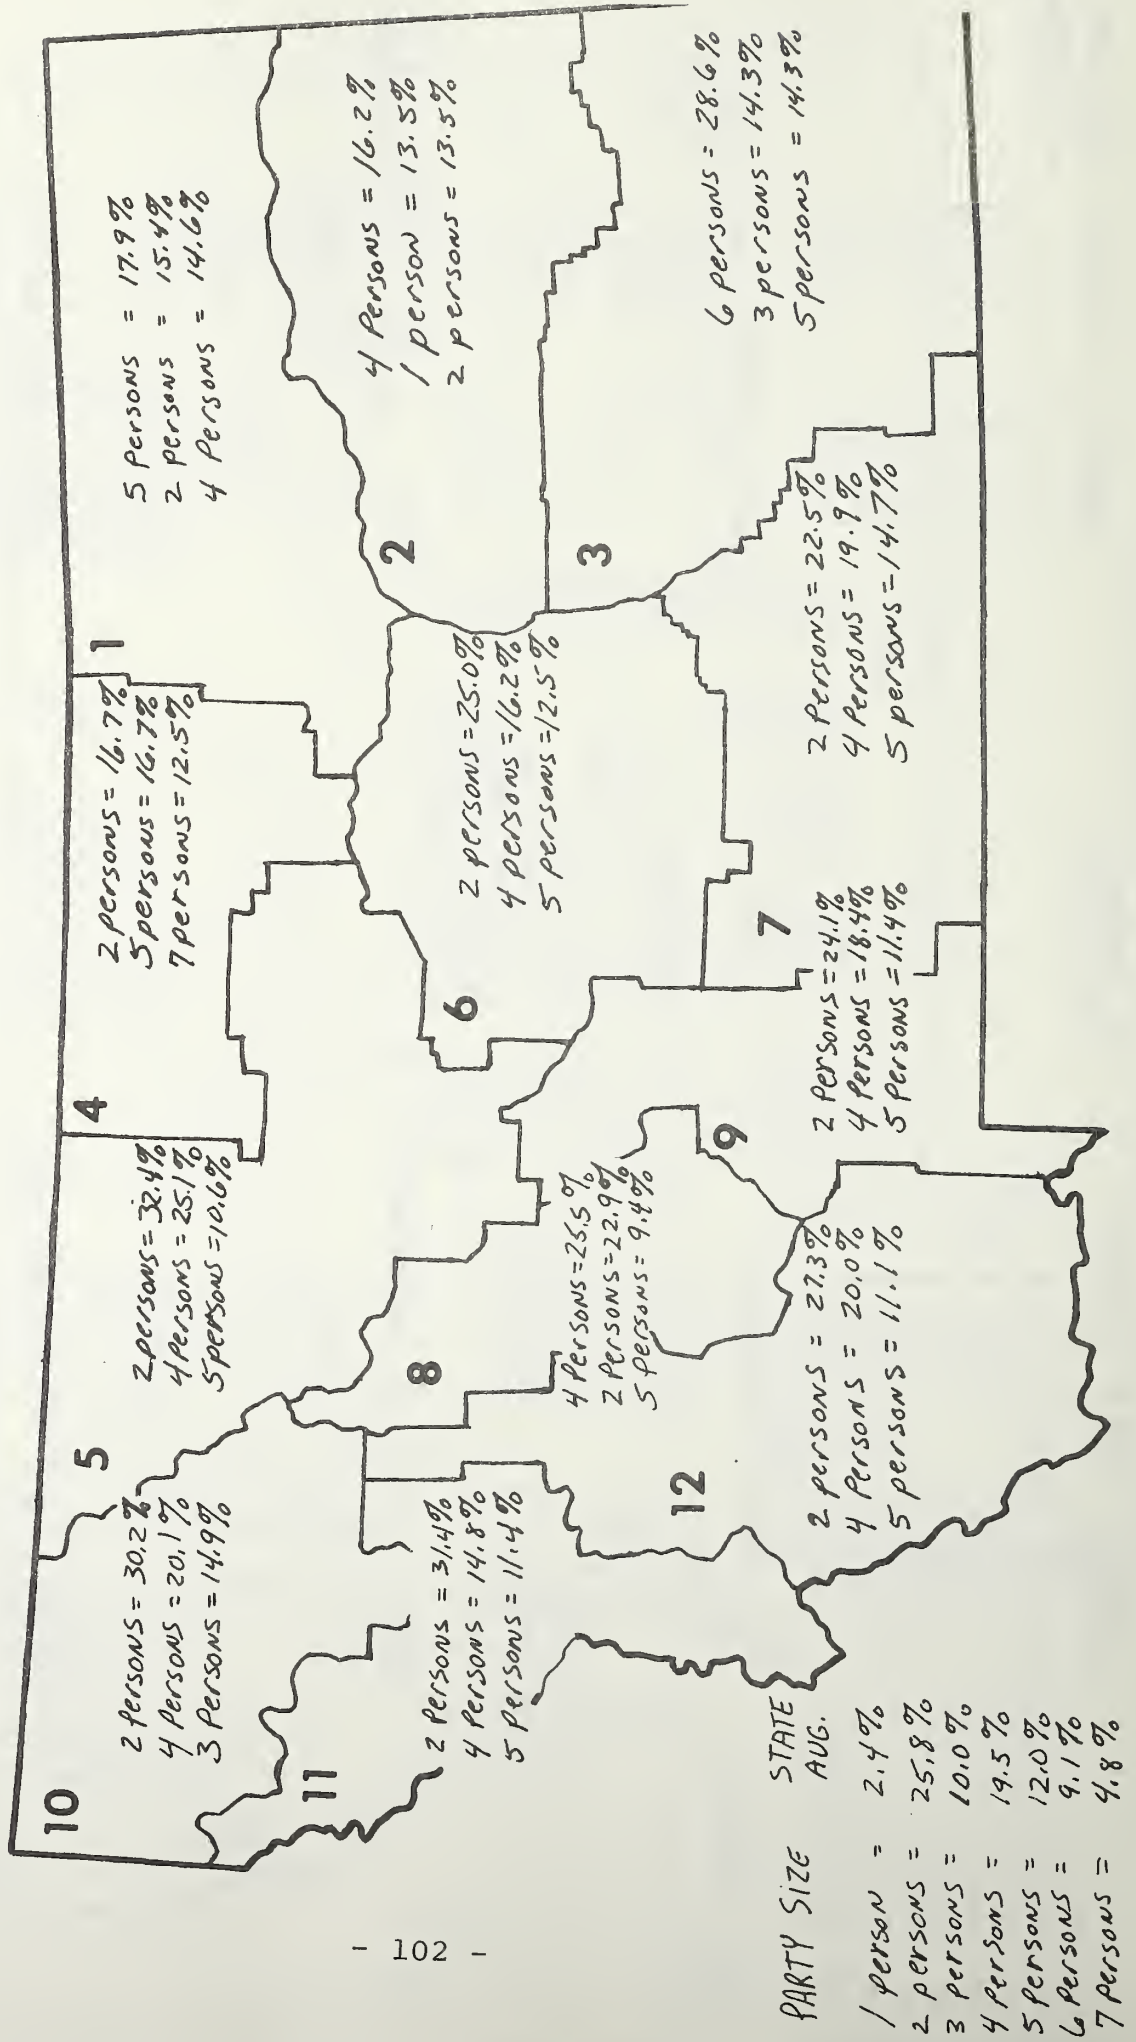 10
2 Persons = 30.2%
4 Persons = 20.1%
3 Persons = 14.9%
5
2 persons = 32.4%
4 Persons = 25.1%
5 persons = 10.6%
4
2 persons = 16.7%
5 persons = 16.7%
7 persons = 12.5%
1
5 Persons = 17.9%
2 persons = 15.4%
4 Persons = 14.6%
11
2 Persons = 31.4%
4 Persons = 14.8%
5 Persons = 11.4%
8
4 Persons = 25.5%
2 Persons = 22.9%
5 Persons = 9.4%
6
2 persons = 25.0%
4 persons = 16.2%
5 persons = 12.5%
2
4 Persons = 16.2%
1 person = 13.5%
2 persons = 13.5%
12
2 persons = 27.3%
4 Persons = 20.0%
5 persons = 11.1%
9
2 Persons = 24.1%
4 Persons = 18.4%
5 Persons = 11.4%
7
2 Persons = 22.5%
4 Persons = 19.9%
5 persons = 14.7%
3
6 persons = 28.6%
3 persons = 14.3%
5 persons = 14.3%
PARTY SIZE STATE
AVG.
1 person = 2.4%
2 persons = 25.8%
3 persons = 10.0%
4 Persons = 19.5%
5 Persons = 12.0%
6 Persons = 9.1%
7 Persons = 4.8%
- 102 -